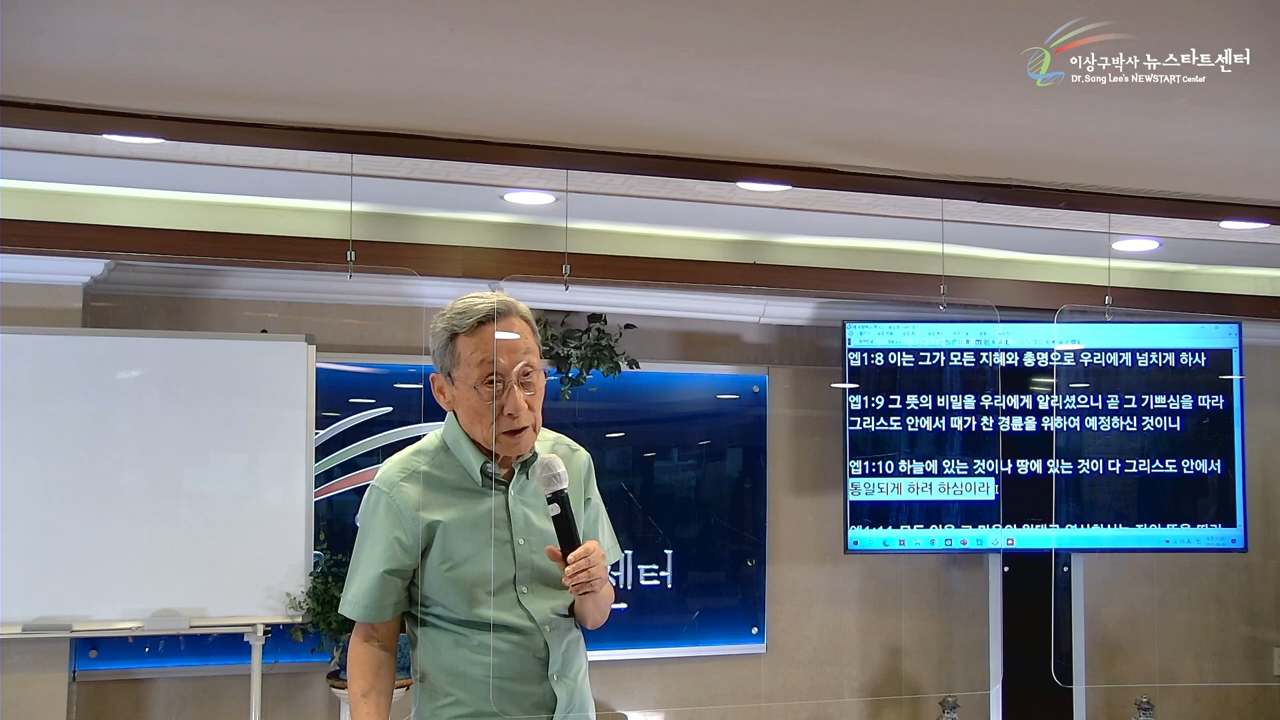 이상구박사 뉴스타트센터
Dr. Sang Lee's NEWSTART Center
엡1:8 이는 그가 모든 지혜와 총명으로 우리에게 넘치게 하사
엡1:9 그 뜻의 비밀을 우리에게 알리셨으니 곧 그 기쁘심을 따라
그리스도 안에서 때가 찬 경륜을 위하여 예정하신 것이니
엡1:10 하늘에 있는 것이나 땅에 있는 것이 다 그리스도 안에서
통일되게 하려 하심이라
센터